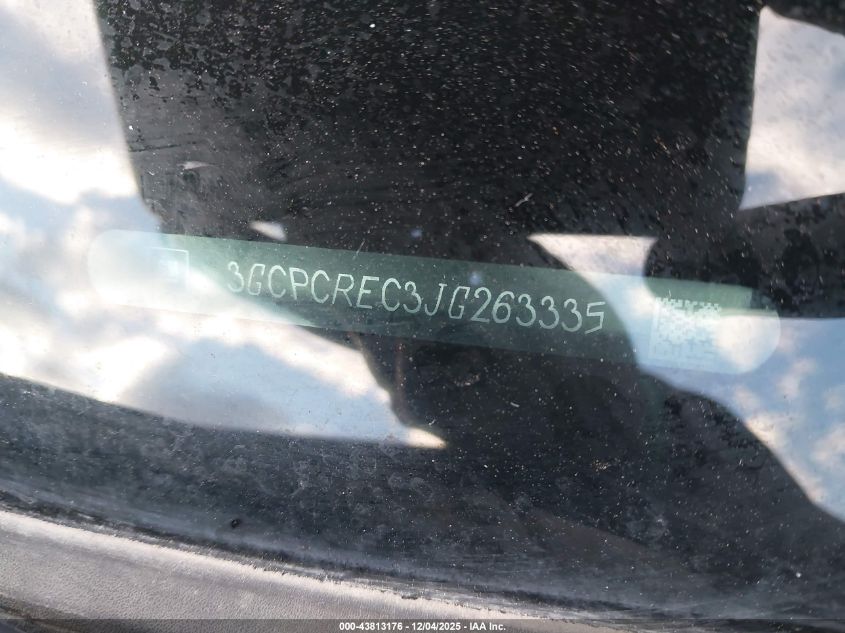 3GCPCREC3JG263335
000-43813176 - 12/04/2025 - IAA Inc.